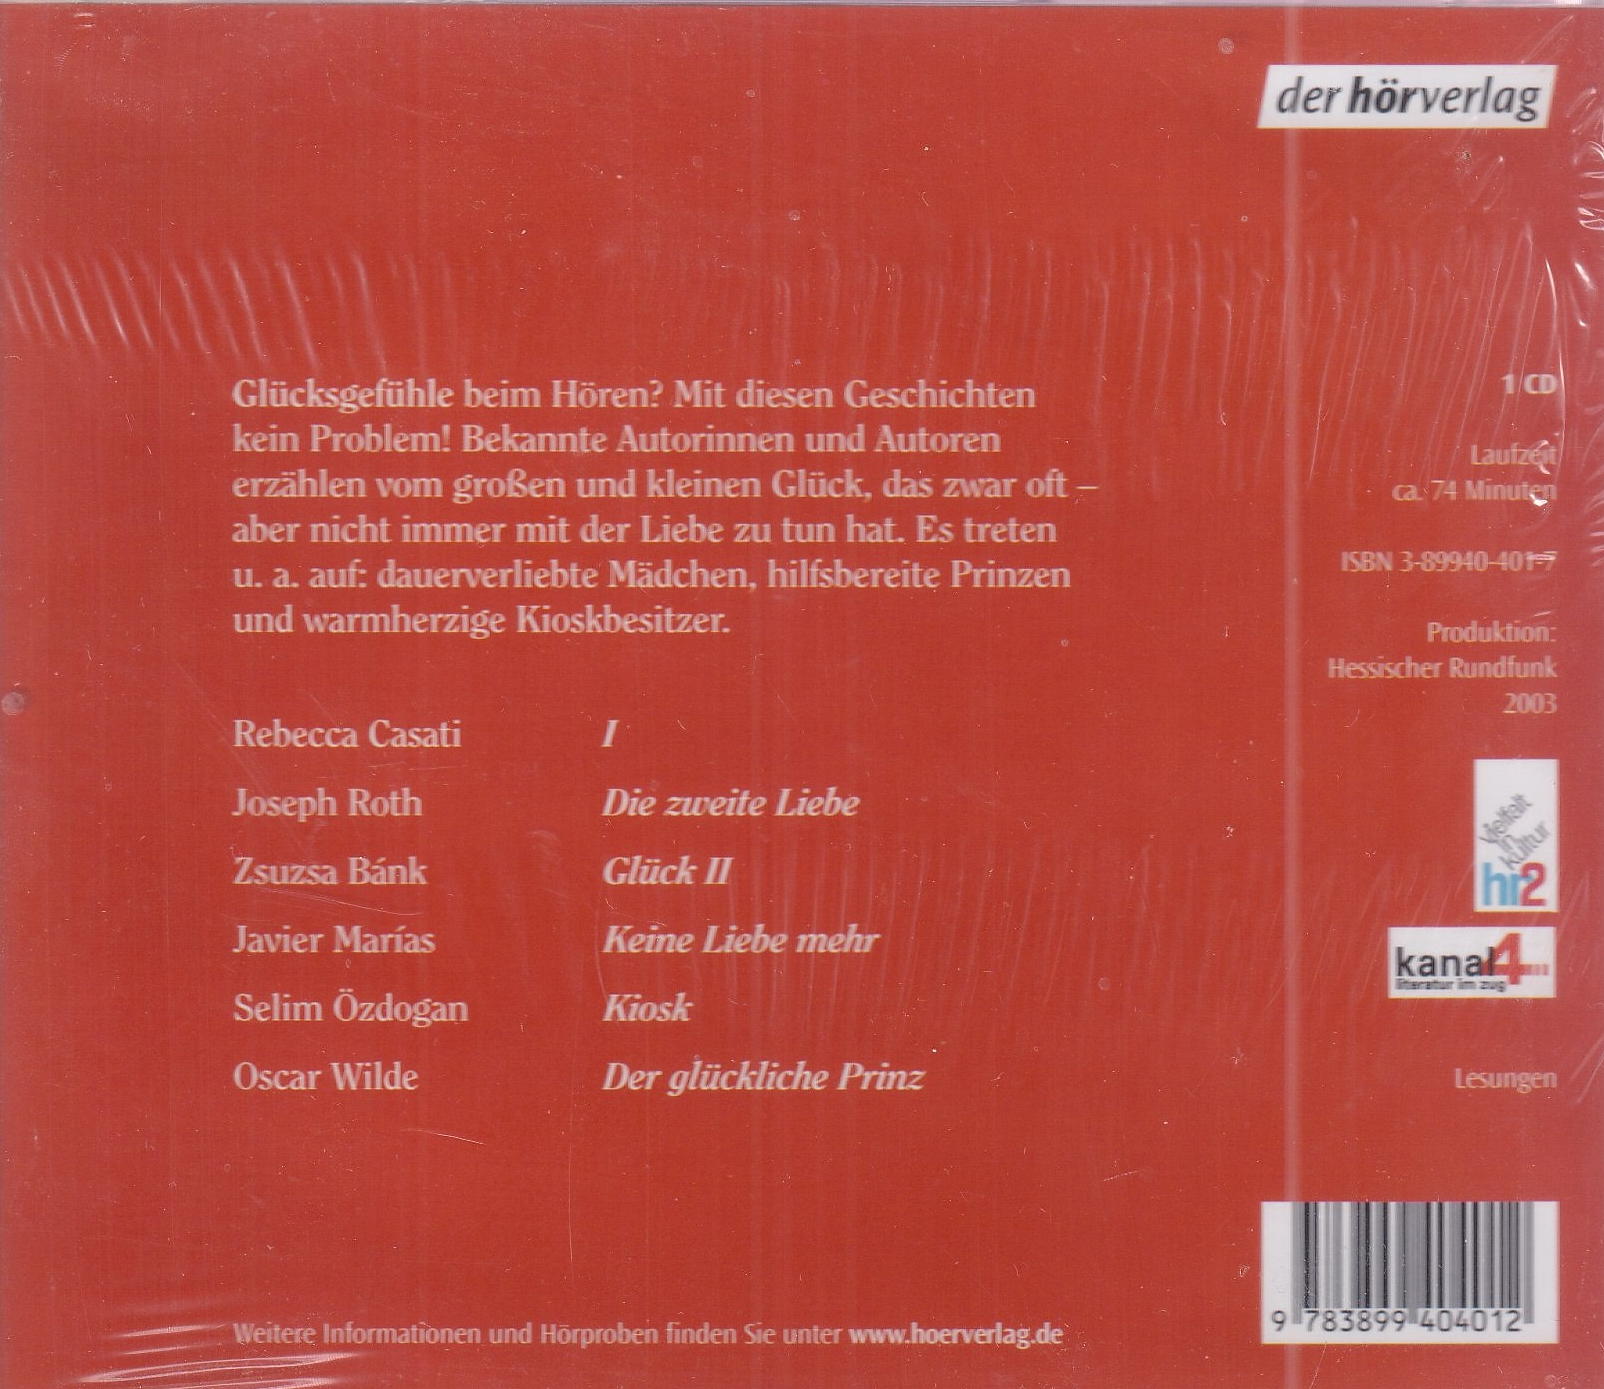 der hörverlag
Glücksgefühle beim Hören? Mit diesen Geschichten
kein Problem! Bekannte Autorinnen und Autoren
erzählen vom großen und kleinen Glück, das zwar oft –
aber nicht immer mit der Liebe zu tun hat. Es treten
u. a. auf: dauerverliebte Mädchen, hilfsbereite Prinzen
und warmherzige Kioskbesitzer.
Rebecca Casati I
Joseph Roth Die zweite Liebe
Zsuzsa Bánk Glück II
Javier Marías Keine Liebe mehr
Selim Özdogan Kiosk
Oscar Wilde Der glückliche Prinz
1 CD
Laufzeit
ca. 74 Minuten
ISBN 3-89940-401-7
Produktion:
Hessischer Rundfunk
2003
Vielfalt
in
Kultur
hr2
kanal4...
literatur im zug
Lesungen
9 783899 404012
Weitere Informationen und Hörproben finden Sie unter www.hoerverlag.de